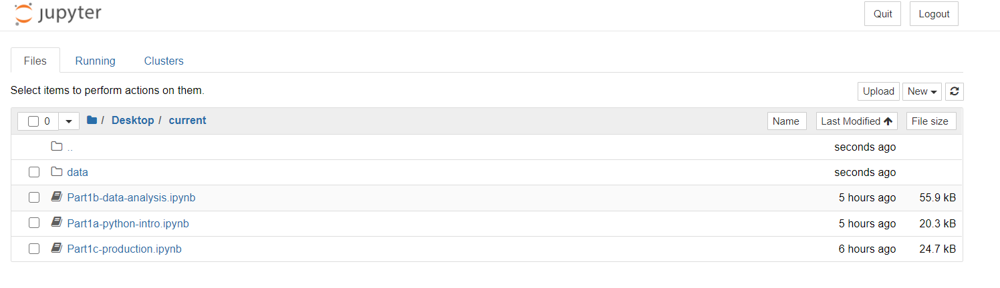 jupyter Quit Logout
Files Running Clusters
Select items to perform actions on them. Upload New
0 / Desktop / current Name Last Modified File size
.. seconds ago
data seconds ago
Part1b-data-analysis.ipynb 5 hours ago 55.9 kB
Part1a-python-intro.ipynb 5 hours ago 20.3 kB
Part1c-production.ipynb 6 hours ago 24.7 kB